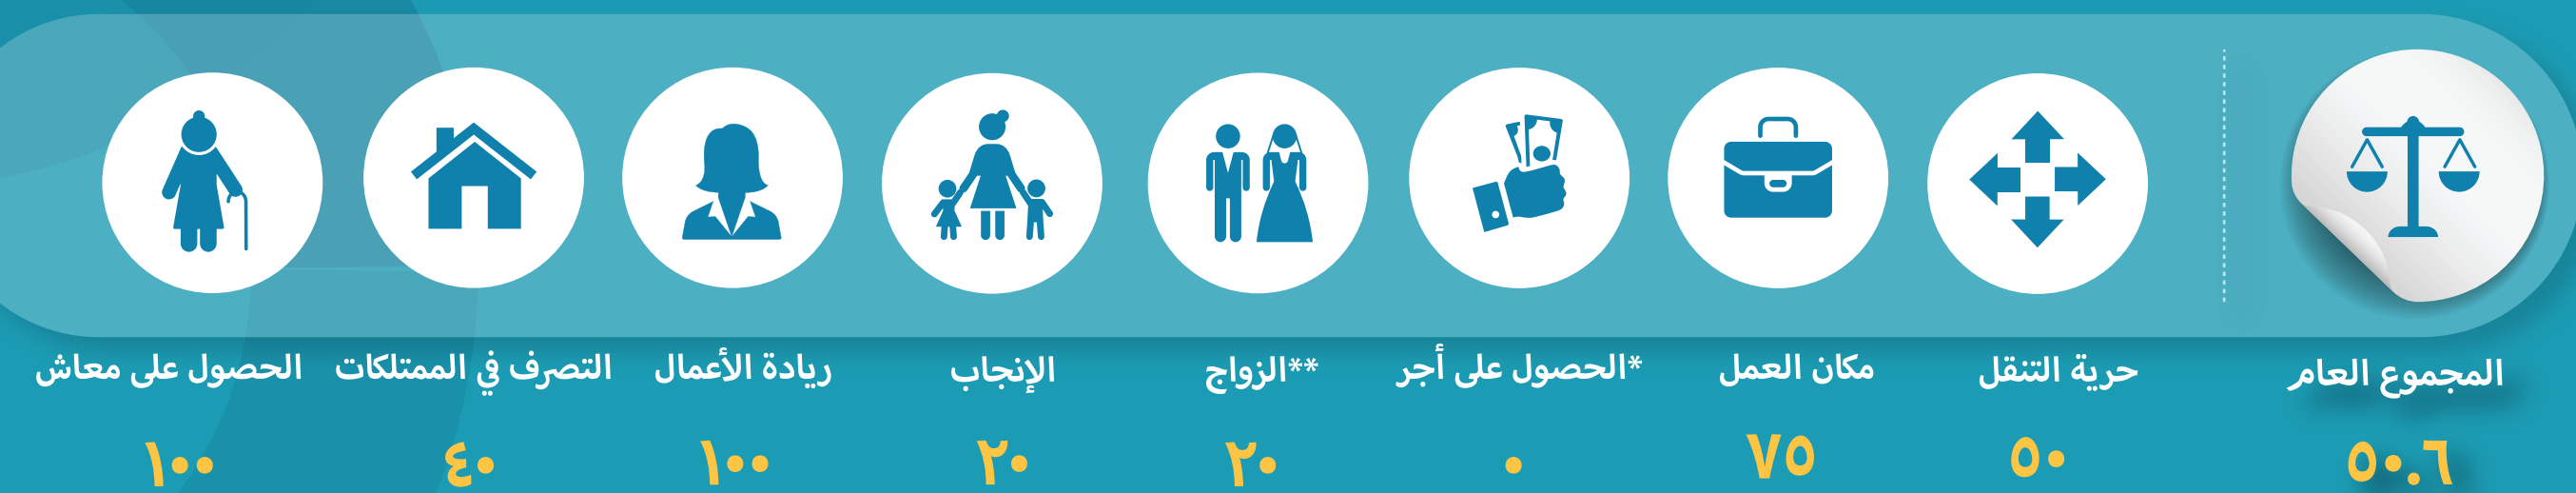 المجموع العام
٥٠.٦
حرية التنقل
٥٠
مكان العمل
٧٥
*الحصول على أجر
٠
**الزواج
٢٠
الإنجاب
٢٠
ريادة الأعمال
١٠٠
التصرف في الممتلكات
٤٠
الحصول على معاش
١٠٠